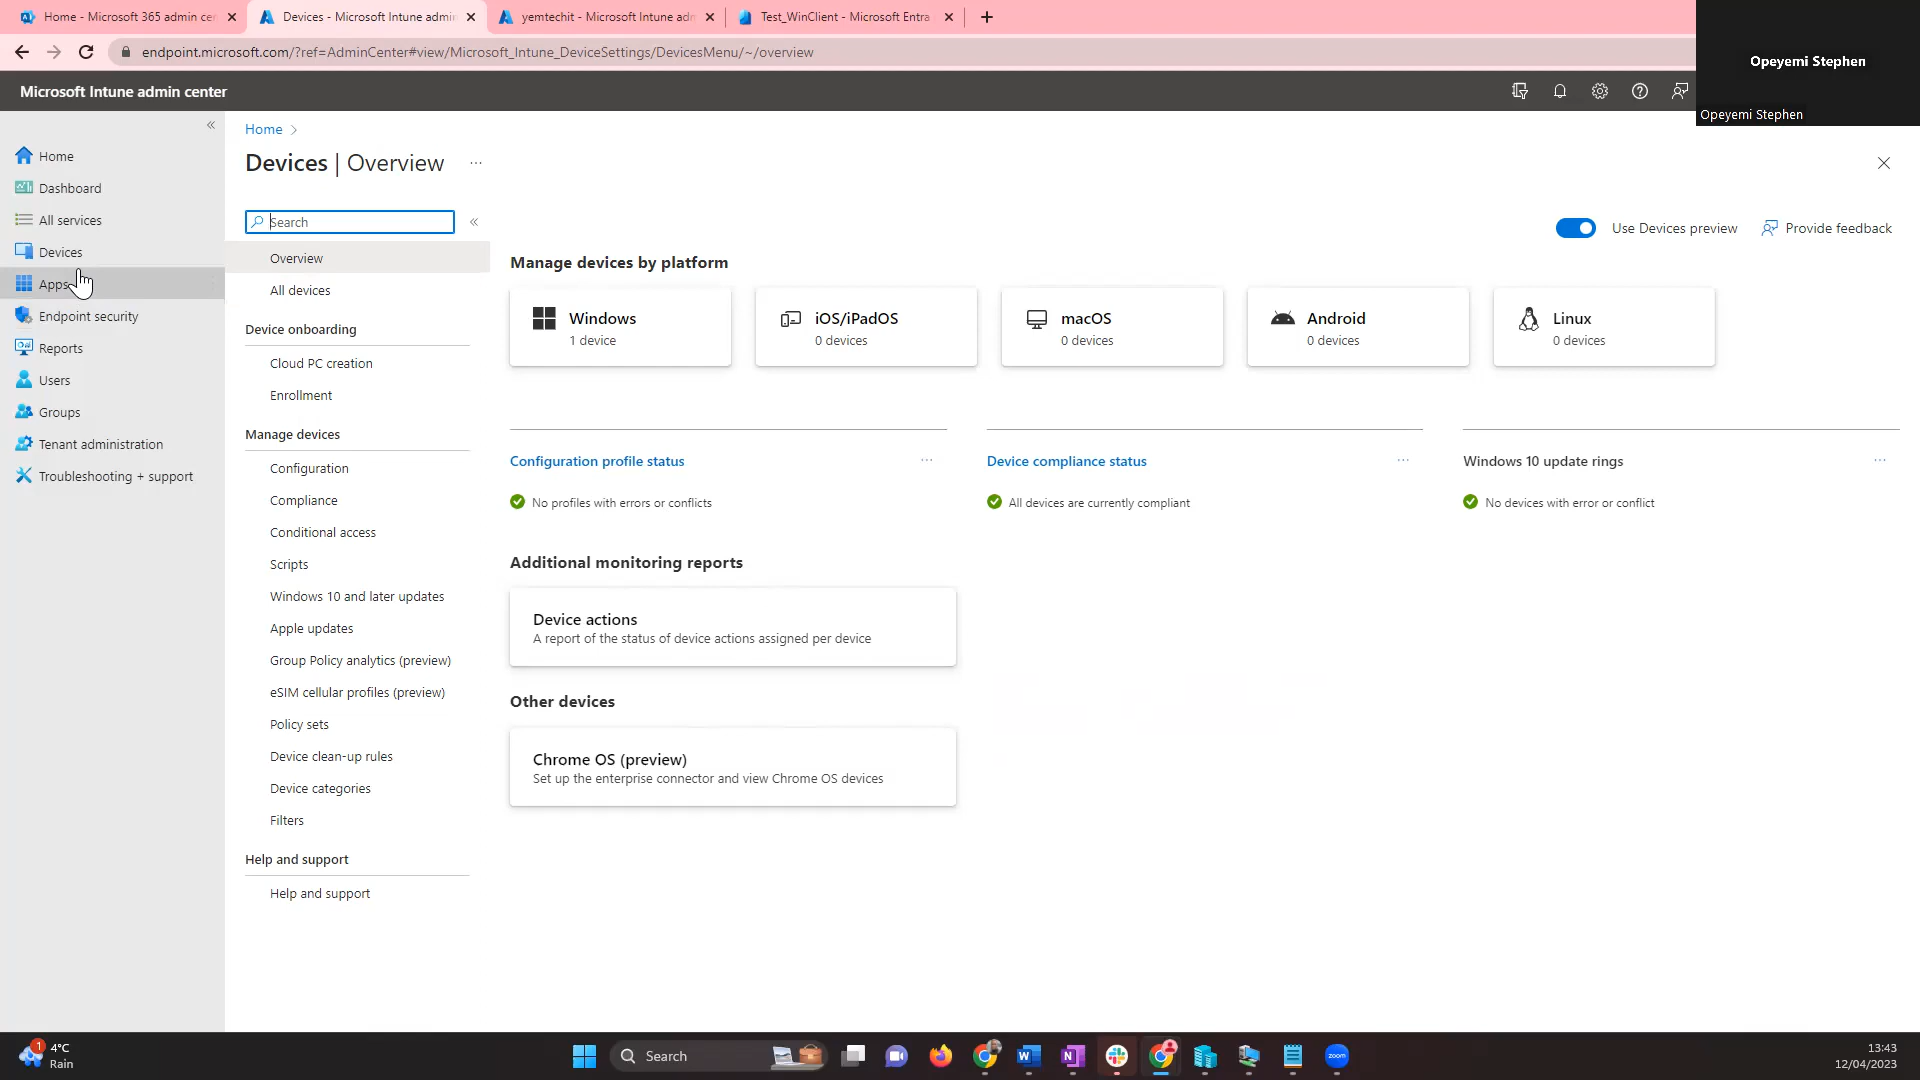 Home - Microsoft 365 admin cer
Devices - Microsoft Intune admin
yemtechit - Microsoft Intune adn
Test_WinClient - Microsoft Entra
endpoint.microsoft.com/?ref=AdminCenter#view/Microsoft_Intune_DeviceSettings/DevicesMenu/~/overview
Opeyemi Stephen
Opeyemi Stephen
Microsoft Intune admin center
Home
Dashboard
All services
Devices
Apps
Endpoint security
Reports
Users
Groups
Tenant administration
Troubleshooting + support
Home
Devices | Overview
Search
Overview
All devices
Device onboarding
Cloud PC creation
Enrollment
Manage devices
Configuration
Compliance
Conditional access
Scripts
Windows 10 and later updates
Apple updates
Group Policy analytics (preview)
eSIM cellular profiles (preview)
Policy sets
Device clean-up rules
Device categories
Filters
Help and support
Help and support
Use Devices preview
Provide feedback
Manage devices by platform
Windows
1 device
iOS/iPadOS
0 devices
macOS
0 devices
Android
0 devices
Linux
0 devices
Configuration profile status
No profiles with errors or conflicts
Device compliance status
All devices are currently compliant
Windows 10 update rings
No devices with error or conflict
Additional monitoring reports
Device actions
A report of the status of device actions assigned per device
Other devices
Chrome OS (preview)
Set up the enterprise connector and view Chrome OS devices
1
4°C
Rain
Search
zoom
13:43
12/04/2023